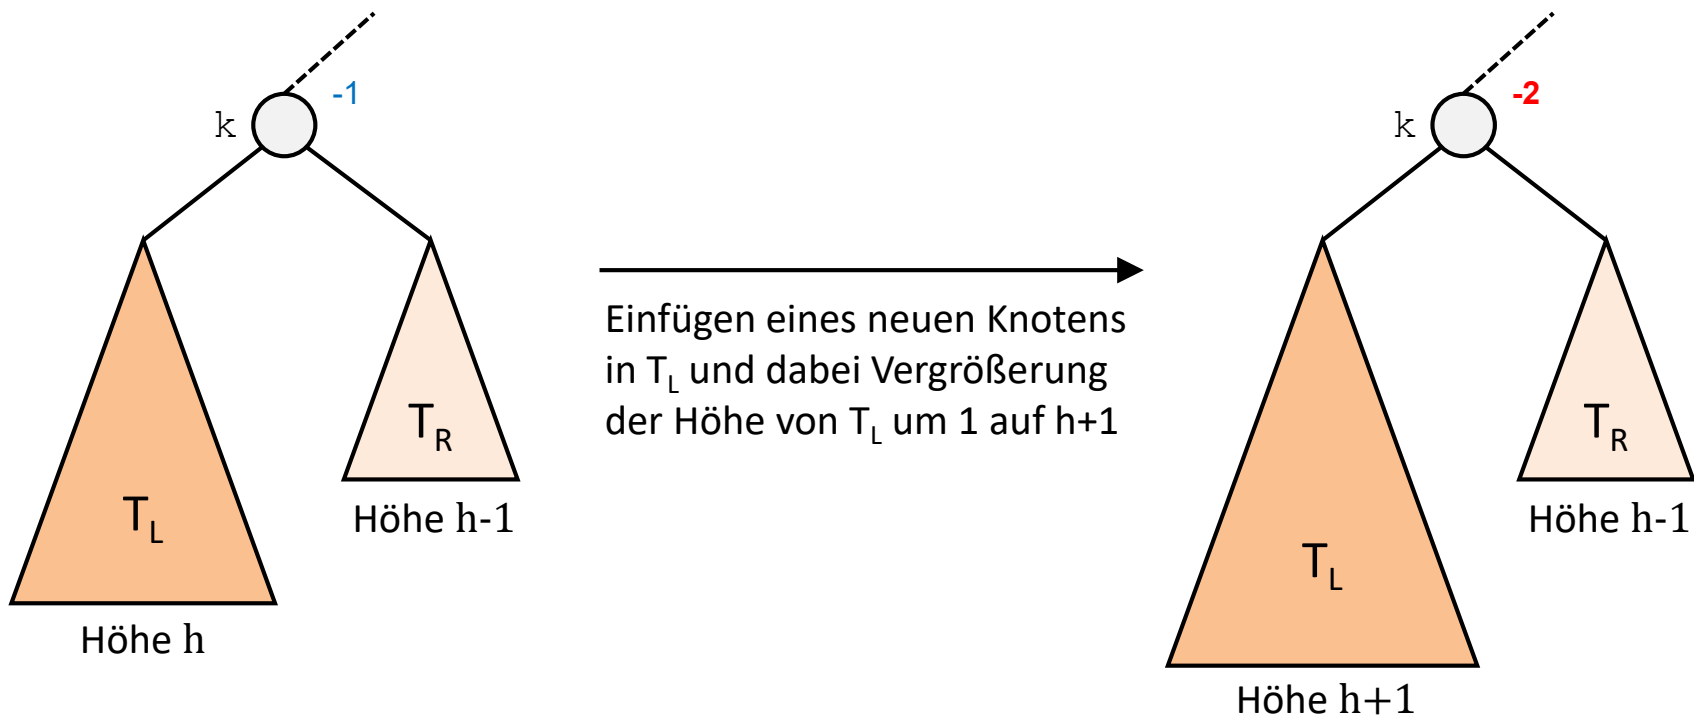 -1
k
T_R
Höhe h-1
T_L
Höhe h
Einfügen eines neuen Knotens
in T_L und dabei Vergrößerung
der Höhe von T_L um 1 auf h+1
-2
k
T_R
Höhe h-1
T_L
Höhe h+1